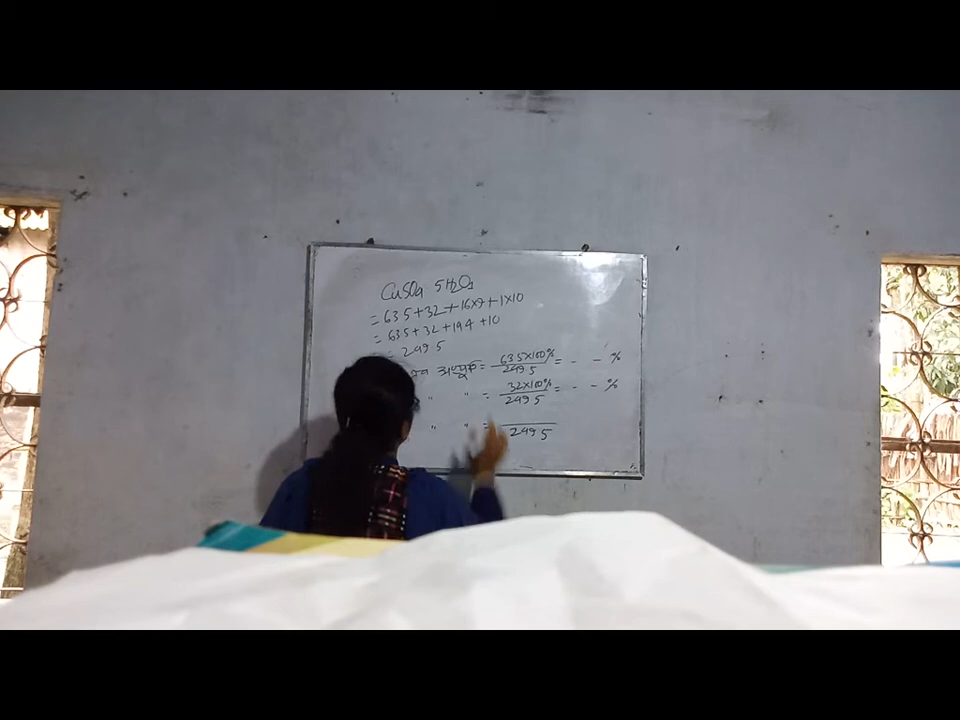 CuSO4 5H2O
= 63.5 + 32 + 16×9 + 1×10
= 63.5 + 32 + 144 + 10
= 249.5
= 63.5×100% / 249.5 = - - %
" " = 32×100% / 249.5 = - - %
" " = 249.5